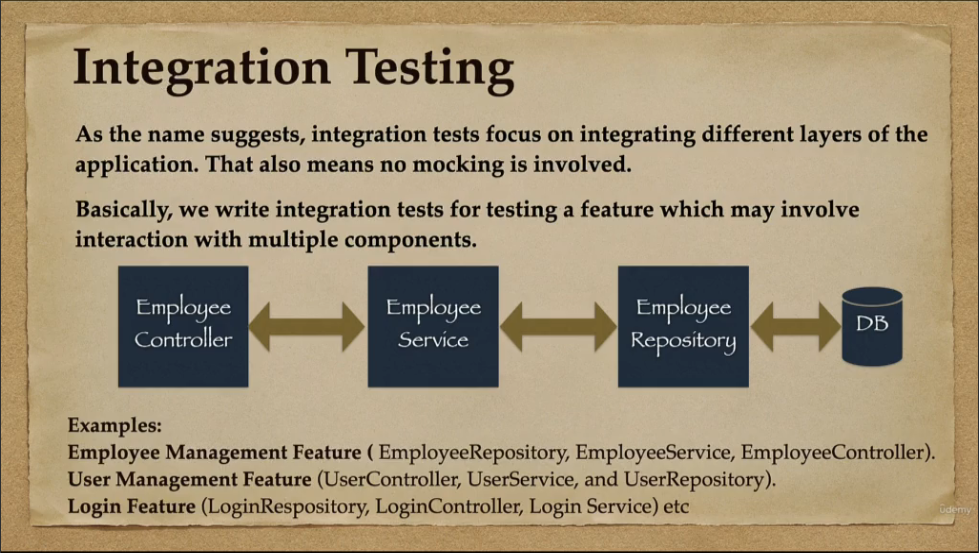 Integration Testing
As the name suggests, integration tests focus on integrating different layers of the
application. That also means no mocking is involved.
Basically, we write integration tests for testing a feature which may involve
interaction with multiple components.
Employee
Controller
Employee
Service
Employee
Repository
DB
Examples:
Employee Management Feature ( EmployeeRepository, EmployeeService, EmployeeController).
User Management Feature (UserController, UserService, and UserRepository).
Login Feature (LoginRespository, LoginController, Login Service) etc
udemy